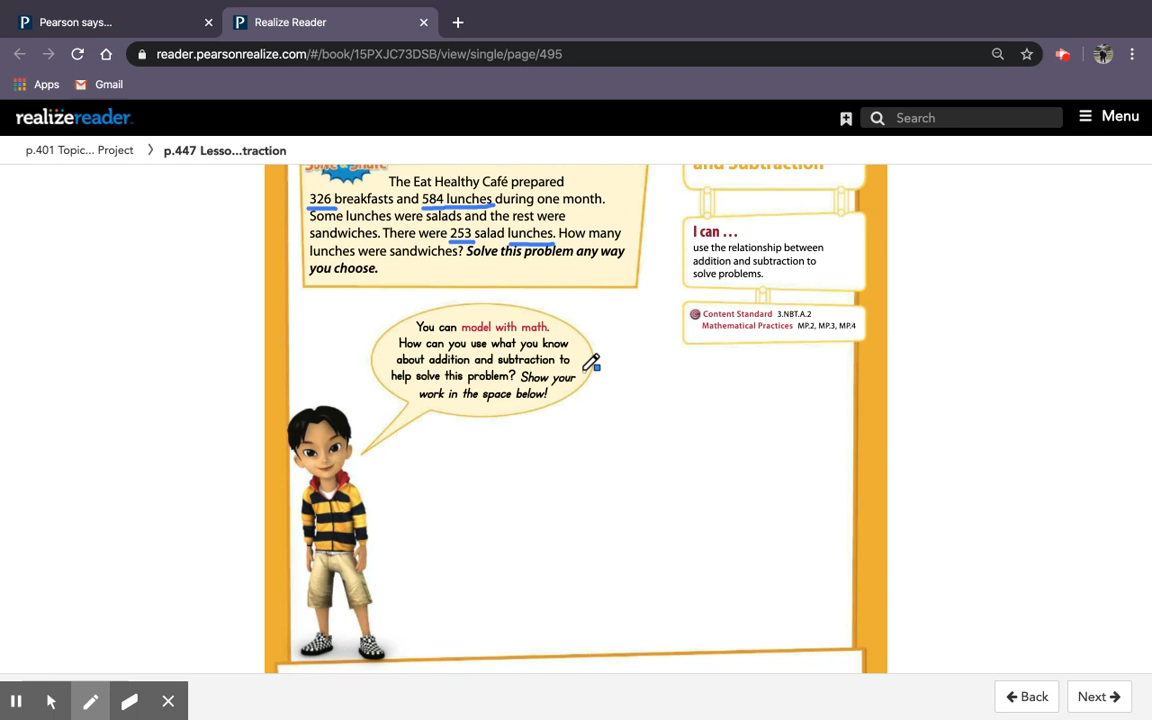 Pearson says...
Realize Reader
reader.pearsonrealize.com/#/book/15PXJC73DSB/view/single/page/495
Apps
Gmail
realizereader.
Search
Menu
p.401 Topic... Project
p.447 Lesso...traction
and Subtraction
The Eat Healthy Café prepared
326 breakfasts and 584 lunches during one month.
Some lunches were salads and the rest were
sandwiches. There were 253 salad lunches. How many
lunches were sandwiches? Solve this problem any way
you choose.
I can ...
use the relationship between
addition and subtraction to
solve problems.
Content Standard 3.NBT.A.2
Mathematical Practices MP.2, MP.3, MP.4
You can model with math.
How can you use what you know
about addition and subtraction to
help solve this problem? Show your
work in the space below!
Back
Next